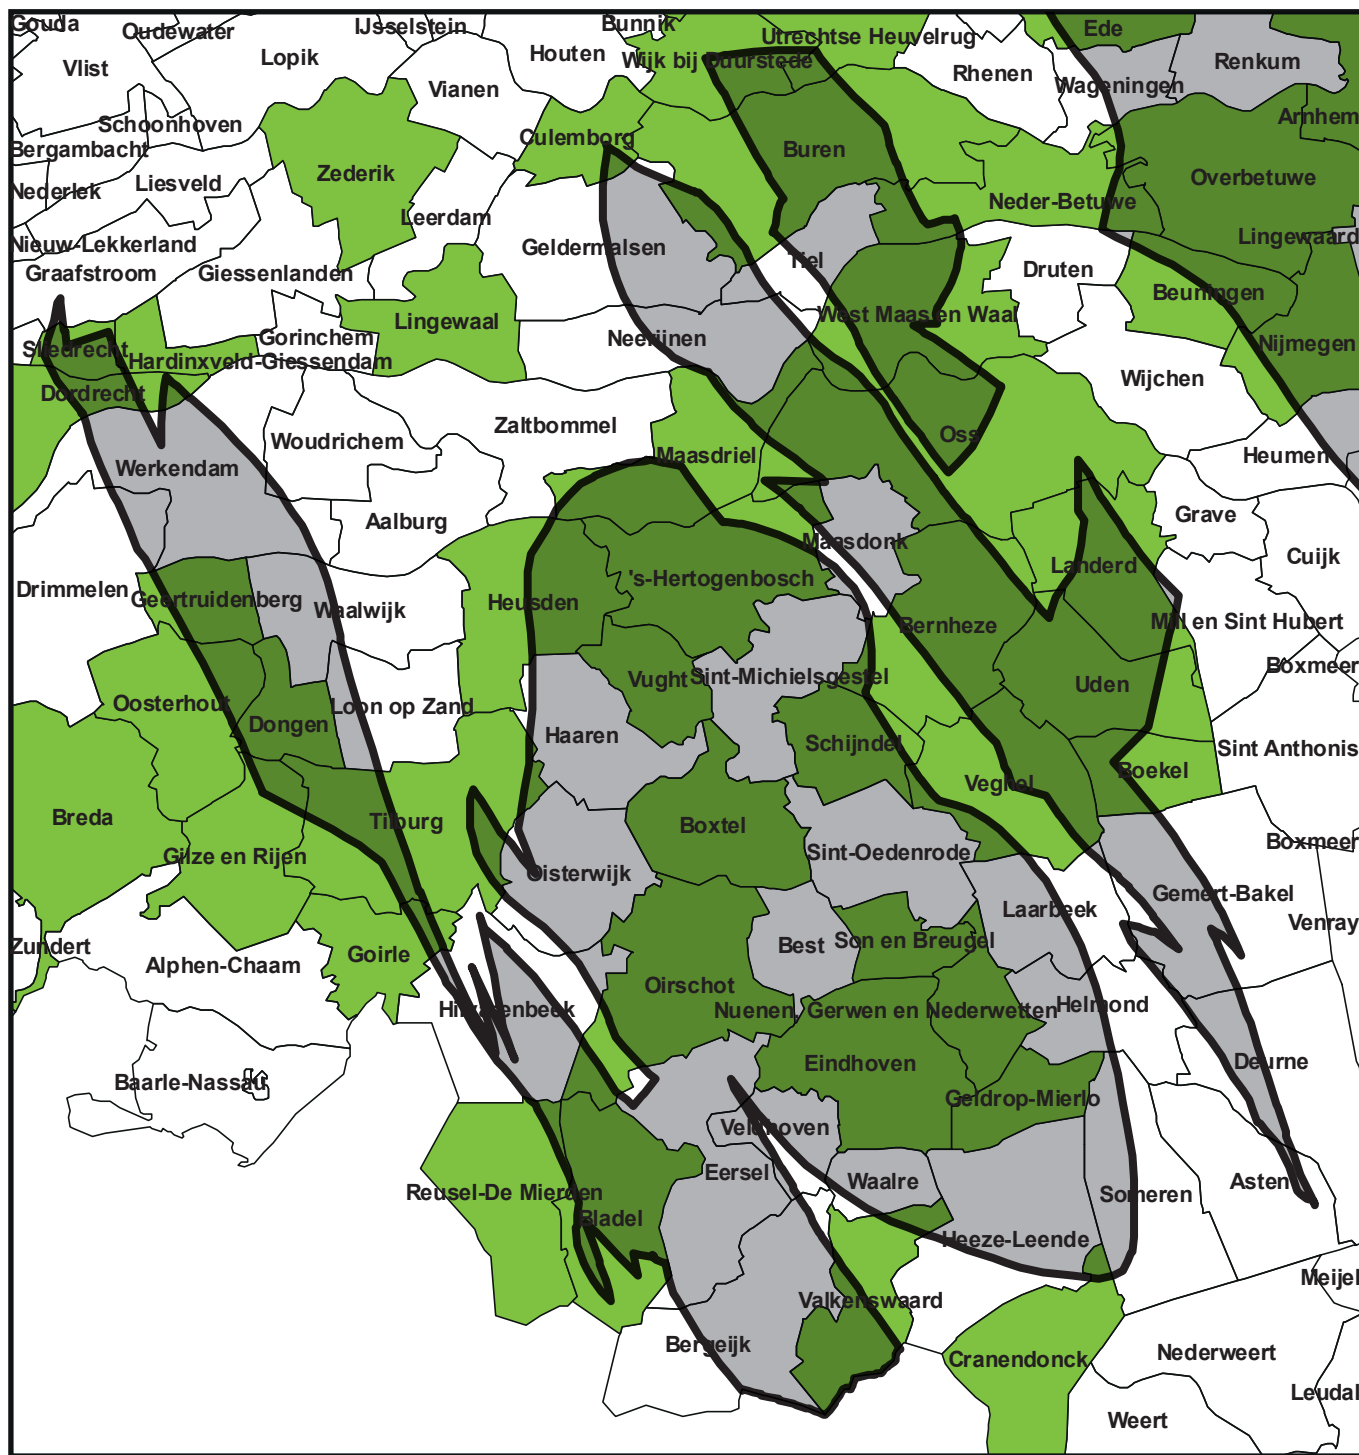 Gouda
Oudewater
IJsselstein
Bunnik
Utrechtse Heuvelrug
Ede
Vlist
Lopik
Houten
Wijk bij Duurstede
Rhenen
Renkum
Vianen
Wageningen
Schoonhoven
Culemborg
Arnhem
Bergambacht
Buren
Zederik
Nederlek
Liesveld
Overbetuwe
Neder-Betuwe
Leerdam
Nieuw-Lekkerland
Geldermalsen
Lingewaard
Tiel
Graafstroom
Giessenlanden
Druten
Beuningen
Lingewaal
West Maas en Waal
Gorinchem
Neerijnen
Nijmegen
Sliedrecht
Hardinxveld-Giessendam
Wijchen
Dordrecht
Zaltbommel
Oss
Woudrichem
Maasdriel
Heumen
Werkendam
Grave
Aalburg
Maasdonk
Cuijk
Landerd
's-Hertogenbosch
Drimmelen
Geertruidenberg
Heusden
Waalwijk
Bernheze
Mill en Sint Hubert
Boxmeer
Vught
Sint-Michielsgestel
Uden
Oosterhout
Loon op Zand
Dongen
Haaren
Schijndel
Sint Anthonis
Boekel
Veghel
Breda
Tilburg
Boxtel
Boxmeer
Gilze en Rijen
Sint-Oedenrode
Oisterwijk
Gemert-Bakel
Laarbeek
Venray
Zundert
Best
Son en Breugel
Goirle
Alphen-Chaam
Oirschot
Hilvarenbeek
Nuenen, Gerwen en Nederwetten
Helmond
Eindhoven
Deurne
Baarle-Nassau
Geldrop-Mierlo
Veldhoven
Eersel
Waalre
Asten
Reusel-De Mierden
Someren
Bladel
Heeze-Leende
Meijel
Valkenswaard
Bergeijk
Nederweert
Cranendonck
Leudal
Weert